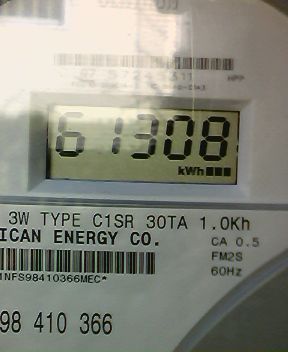 61308
kWh
3W TYPE C1SR 30TA 1.0Kh
ICAN ENERGY CO.
CA 0.5
FM2S
60Hz
1NFS98410366MEC*
98 410 366